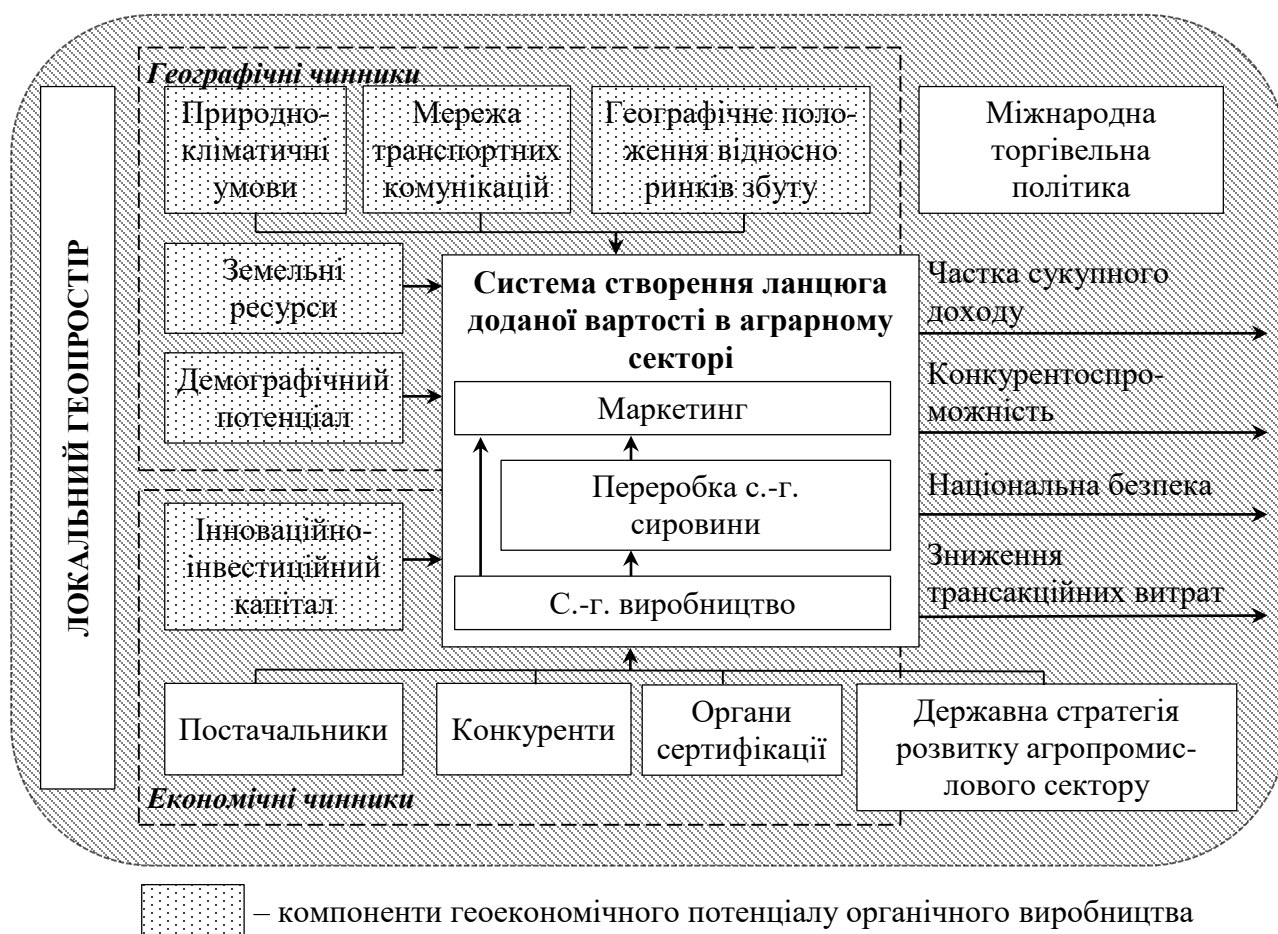 ЛОКАЛЬНИЙ ГЕОПРОСТІР
Географічні чинники
Природно-
кліматичні
умови
Мережа
транспортних
комунікацій
Географічне поло-
ження відносно
ринків збуту
Міжнародна
торгівельна
політика
Земельні
ресурси
Демографічний
потенціал
Інноваційно-
інвестиційний
капітал
Система створення ланцюга
доданої вартості в аграрному
секторі
Маркетинг
Переробка с.-г.
сировини
С.-г. виробництво
Частка сукупного
доходу
Конкурентоспро-
можність
Національна безпека
Зниження
трансакційних витрат
Постачальники
Конкуренти
Органи
сертифікації
Державна стратегія
розвитку агропромис-
лового сектору
Економічні чинники
– компоненти геоекономічного потенціалу органічного виробництва